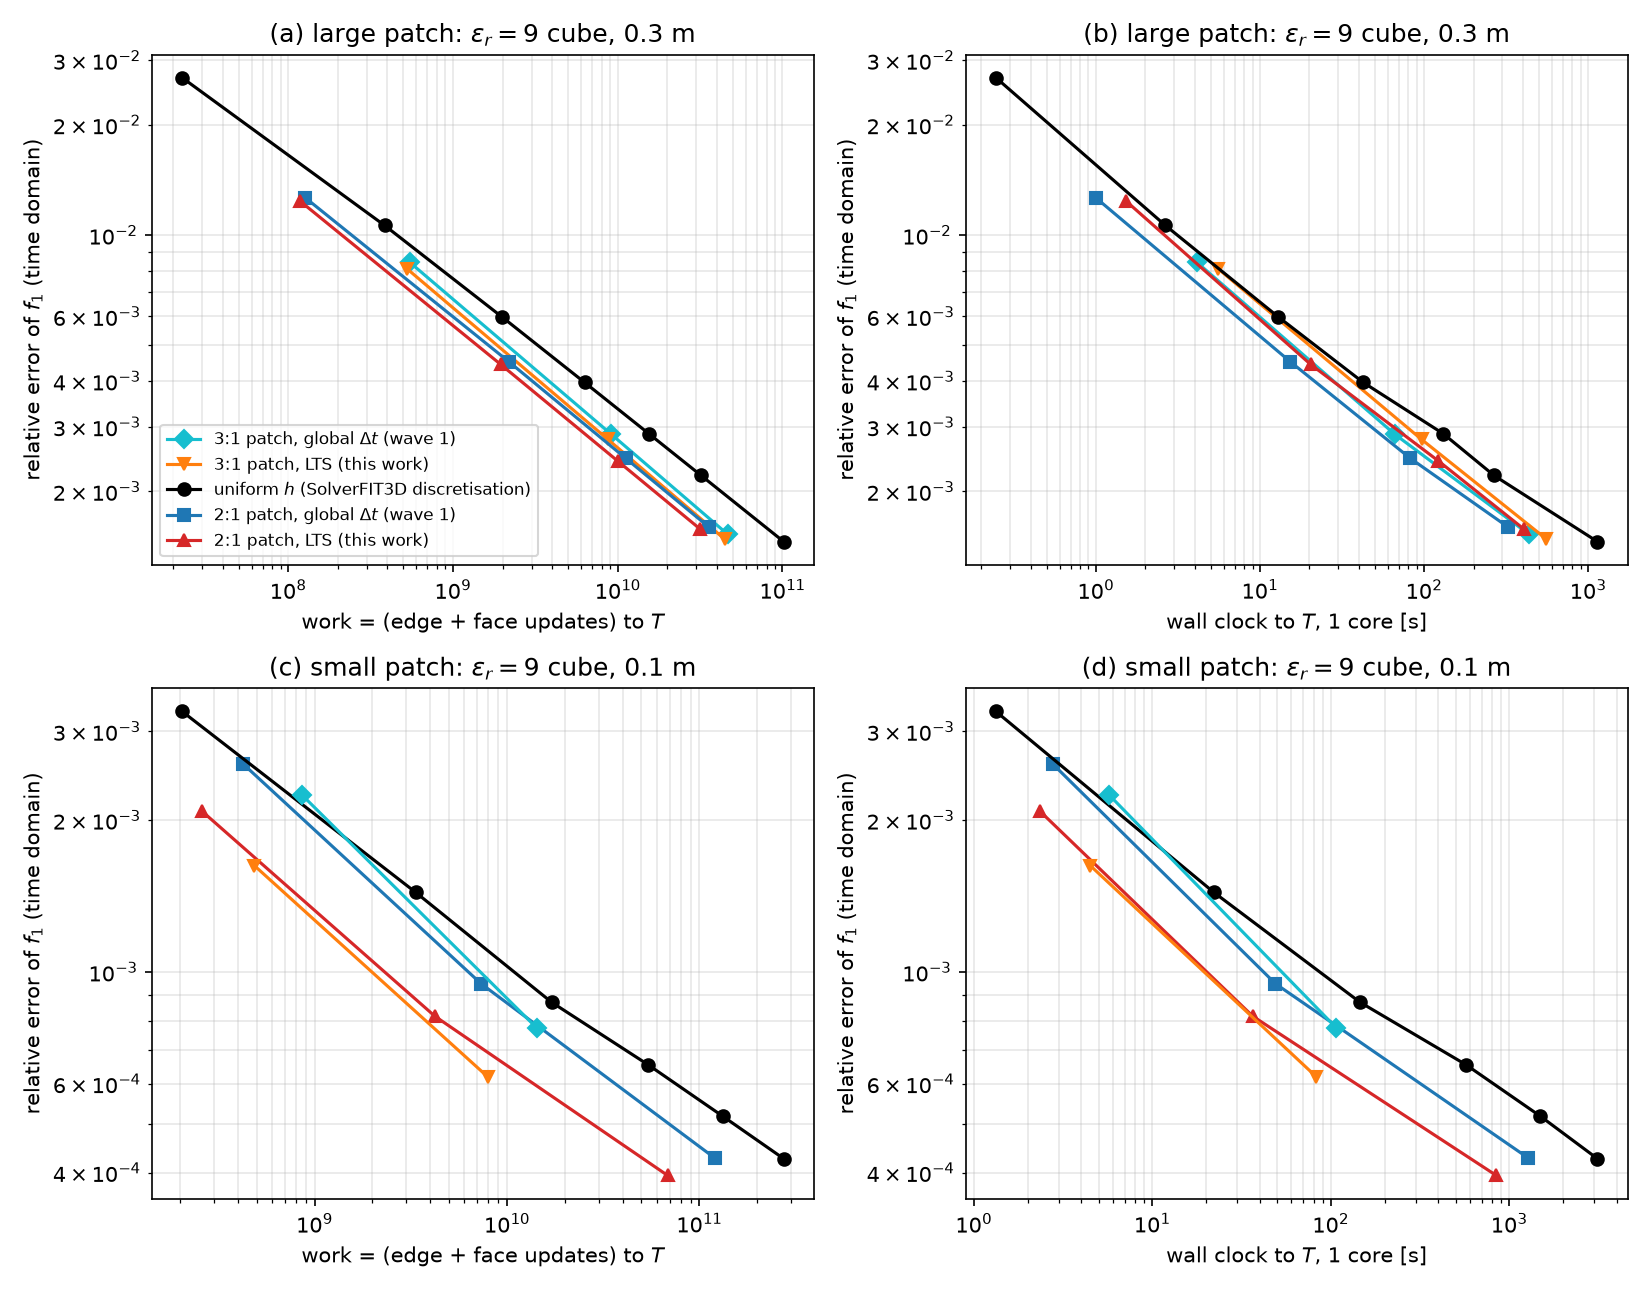 (a) large patch: εᵣ = 9 cube, 0.3 m
3 × 10⁻²
2 × 10⁻²
10⁻²
6 × 10⁻³
4 × 10⁻³
3 × 10⁻³
2 × 10⁻³
relative error of f₁ (time domain)
3:1 patch, global Δt (wave 1)
3:1 patch, LTS (this work)
uniform h (SolverFIT3D discretisation)
2:1 patch, global Δt (wave 1)
2:1 patch, LTS (this work)
10⁸ 10⁹ 10¹⁰ 10¹¹
work = (edge + face updates) to T
(b) large patch: εᵣ = 9 cube, 0.3 m
3 × 10⁻²
2 × 10⁻²
10⁻²
6 × 10⁻³
4 × 10⁻³
3 × 10⁻³
2 × 10⁻³
relative error of f₁ (time domain)
10⁰ 10¹ 10² 10³
wall clock to T, 1 core [s]
(c) small patch: εᵣ = 9 cube, 0.1 m
3 × 10⁻³
2 × 10⁻³
10⁻³
6 × 10⁻⁴
4 × 10⁻⁴
relative error of f₁ (time domain)
10⁹ 10¹⁰ 10¹¹
work = (edge + face updates) to T
(d) small patch: εᵣ = 9 cube, 0.1 m
3 × 10⁻³
2 × 10⁻³
10⁻³
6 × 10⁻⁴
4 × 10⁻⁴
relative error of f₁ (time domain)
10⁰ 10¹ 10² 10³
wall clock to T, 1 core [s]